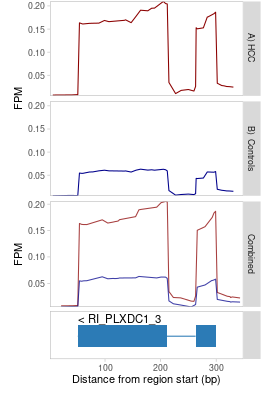 0.20
0.15
0.10
0.05
A) HCC
FPM
0.20
0.15
0.10
0.05
B) Controls
0.20
0.15
0.10
0.05
Combined
FPM
< RI_PLXDC1_3
100
200
300
Distance from region start (bp)